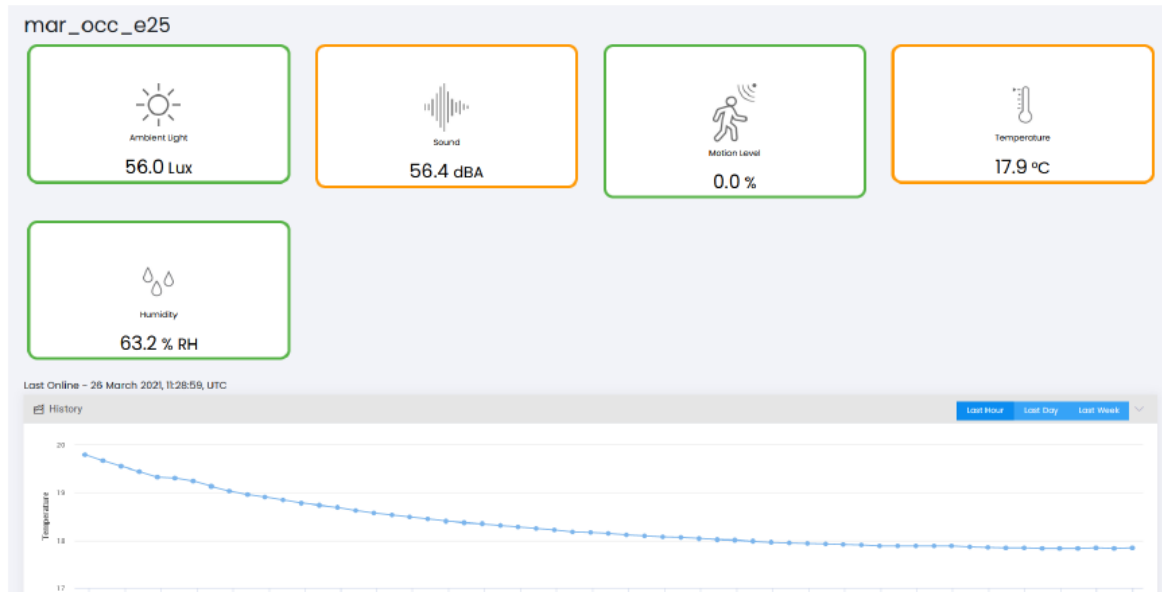 mar_occ_e25
Ambient Light
56.0 Lux
Sound
56.4 dBA
Motion Level
0.0 %
Temperature
17.9 °C
Humidity
63.2 % RH
Last Online - 26 March 2021, 11:28:59, UTC
History
Last Hour Last Day Last Week
20
19
18
17
Temperature